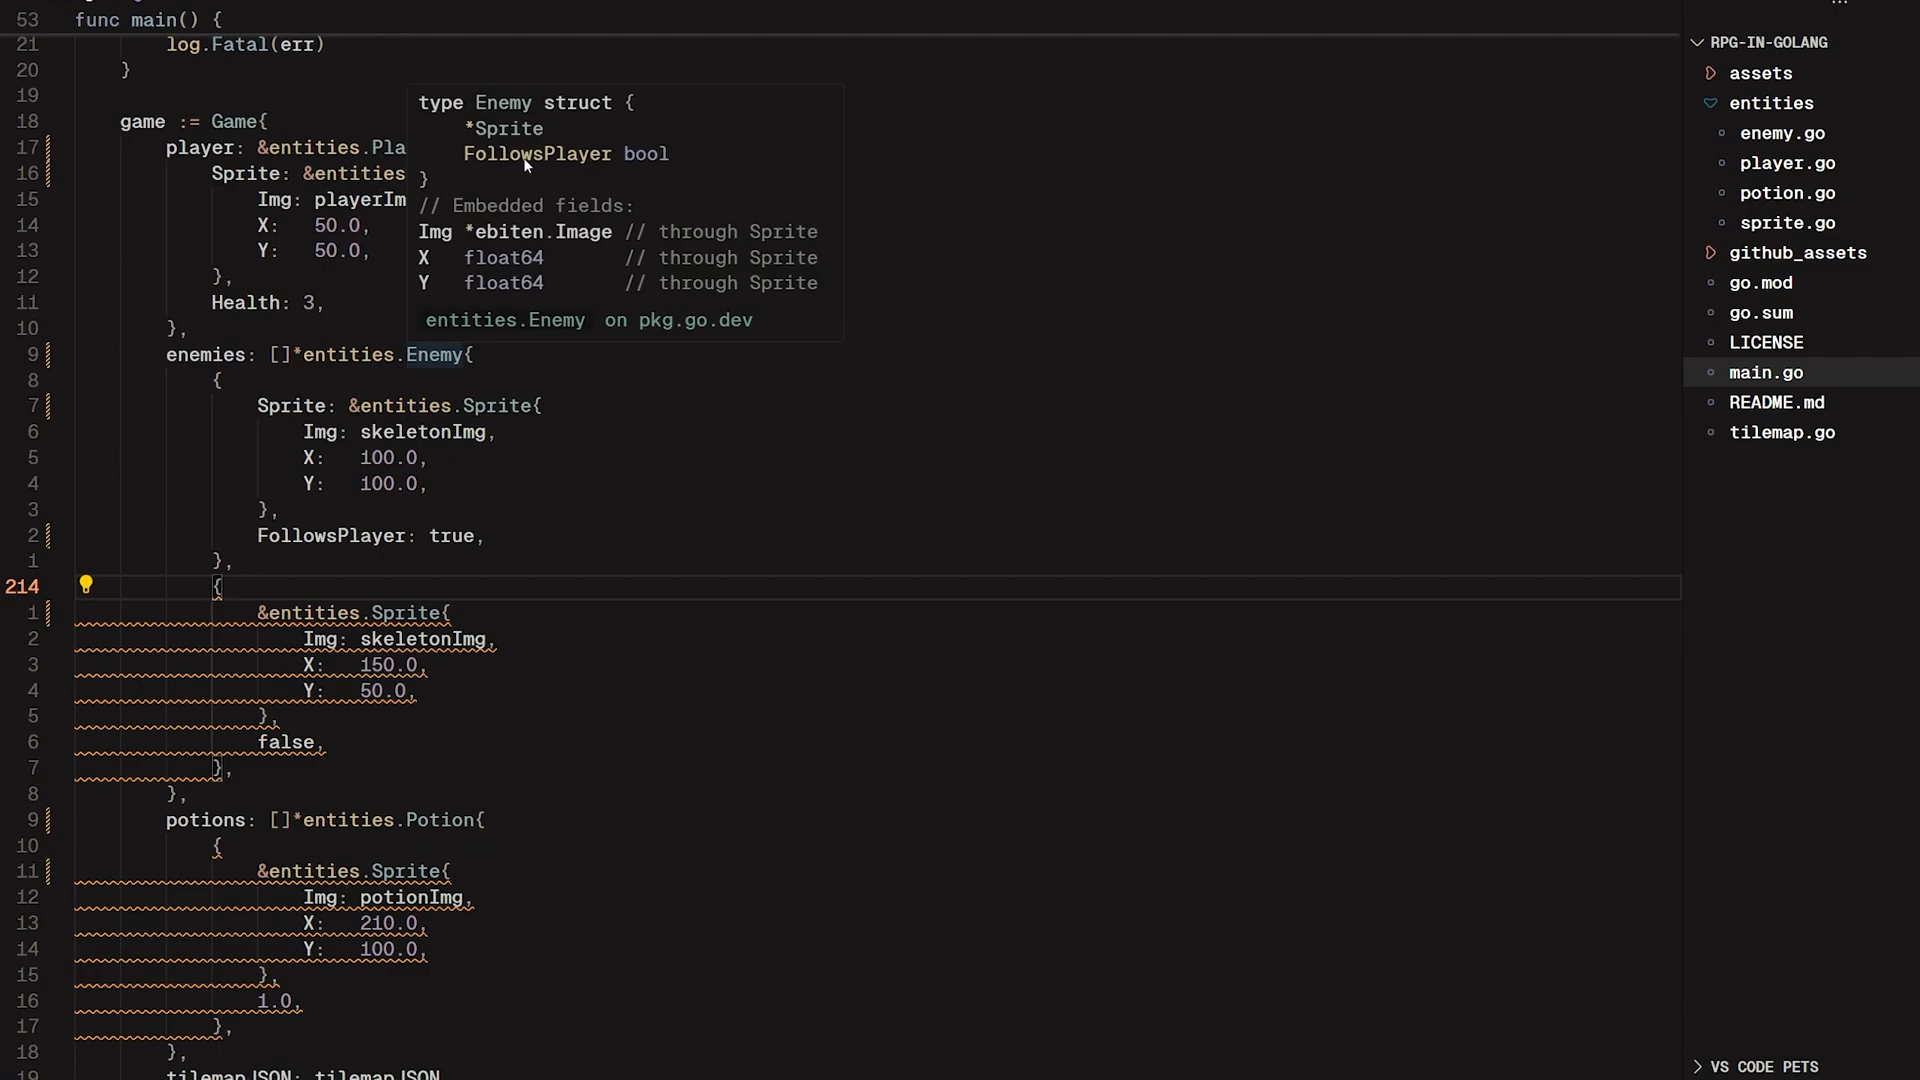 53 func main() {
21 log.Fatal(err)
20 }
19
18 game := Game{
17 player: &entities.Pla
16 Sprite: &entities
15 Img: playerIm
14 X: 50.0,
13 Y: 50.0,
12 },
11 Health: 3,
10 },
9 enemies: []*entities.Enemy{
8 {
7 Sprite: &entities.Sprite{
6 Img: skeletonImg,
5 X: 100.0,
4 Y: 100.0,
3 },
2 FollowsPlayer: true,
1 },
214 {
1 &entities.Sprite{
2 Img: skeletonImg,
3 X: 150.0,
4 Y: 50.0,
5 },
6 false,
7 },
8 },
9 potions: []*entities.Potion{
10 {
11 &entities.Sprite{
12 Img: potionImg,
13 X: 210.0,
14 Y: 100.0,
15 },
16 1.0,
17 },
18 },
19 tilemapJSON: tilemapJSON
type Enemy struct {
*Sprite
FollowsPlayer bool
}
// Embedded fields:
Img *ebiten.Image // through Sprite
X float64 // through Sprite
Y float64 // through Sprite
entities.Enemy on pkg.go.dev
RPG-IN-GOLANG
assets
entities
enemy.go
player.go
potion.go
sprite.go
github_assets
go.mod
go.sum
LICENSE
main.go
README.md
tilemap.go
VS CODE PETS